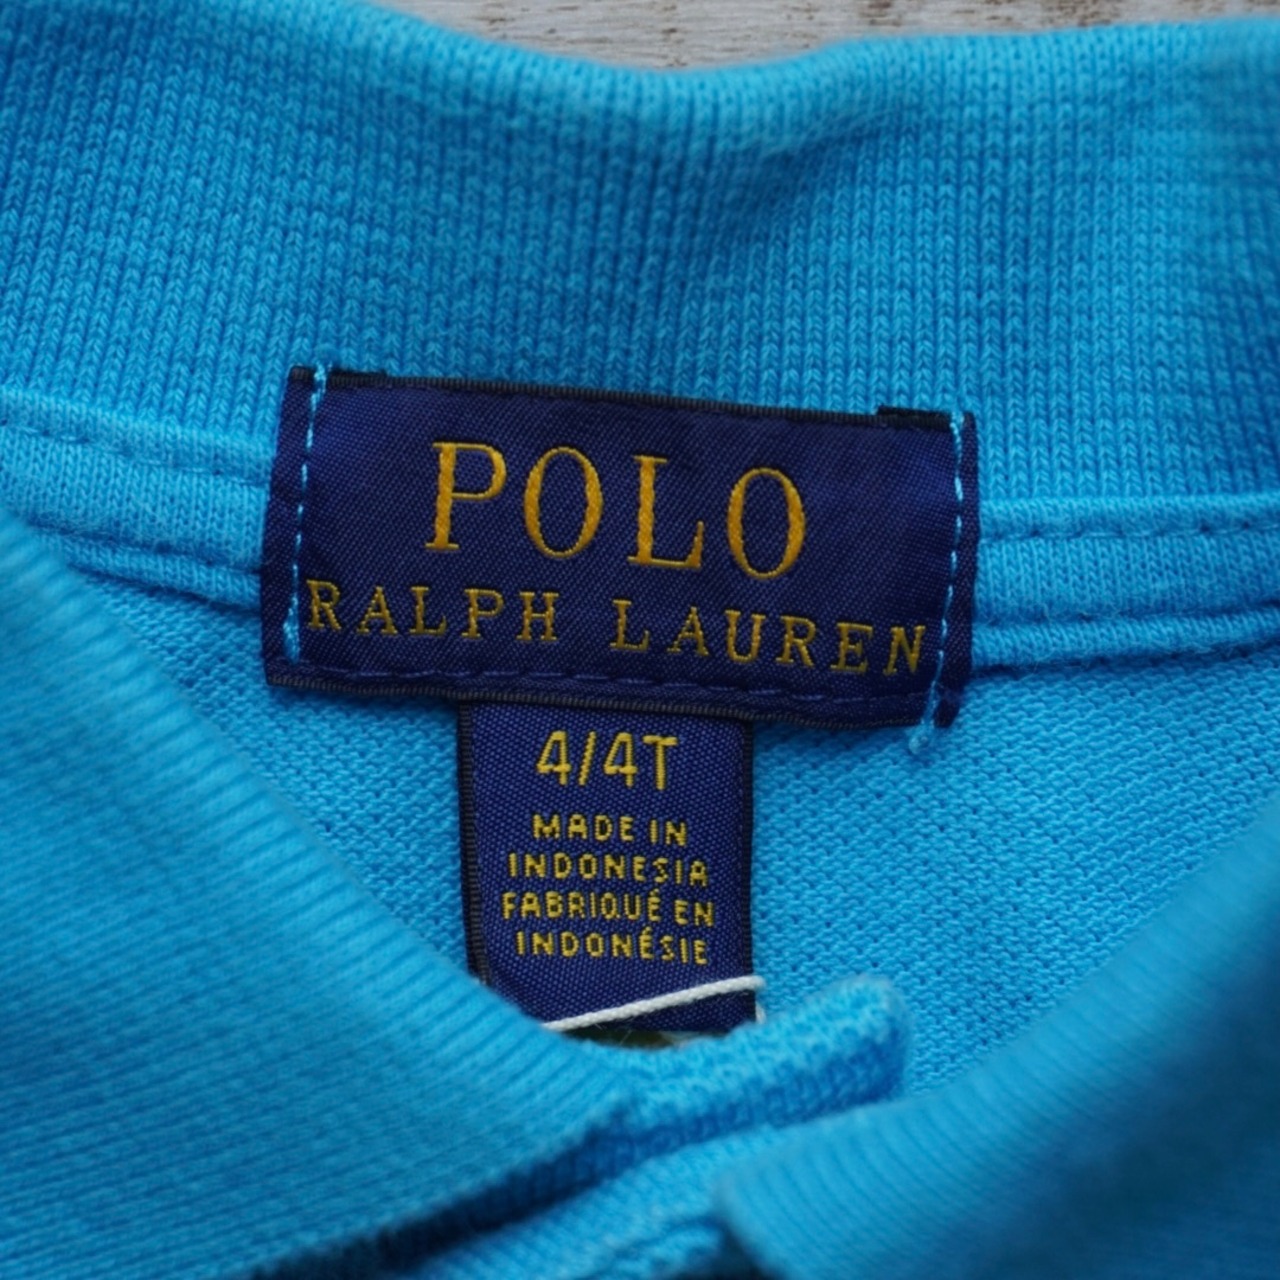 POLO
RALPH LAUREN
4/4T
MADE IN
INDONESIA
FABRIQUÉ EN
INDONÉSIE